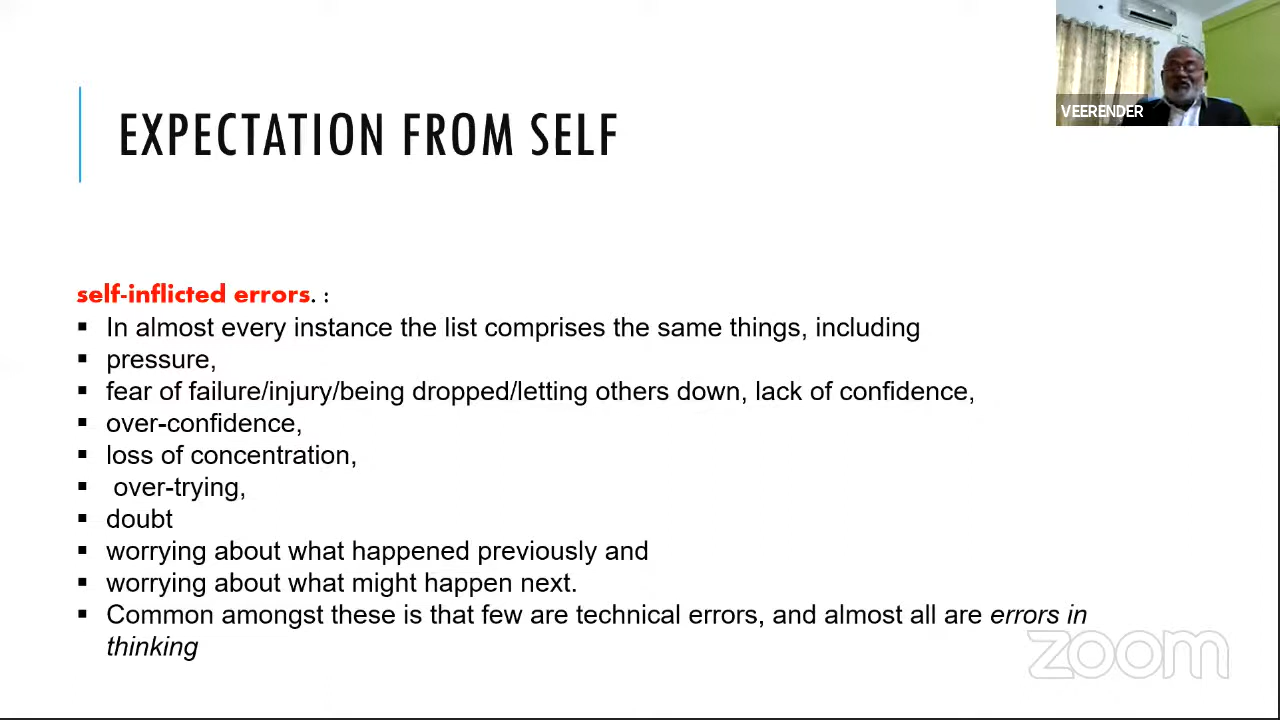 VEERENDER
EXPECTATION FROM SELF
self-inflicted errors. :
▪ In almost every instance the list comprises the same things, including
▪ pressure,
▪ fear of failure/injury/being dropped/letting others down, lack of confidence,
▪ over-confidence,
▪ loss of concentration,
▪ over-trying,
▪ doubt
▪ worrying about what happened previously and
▪ worrying about what might happen next.
▪ Common amongst these is that few are technical errors, and almost all are errors in
thinking
zoom